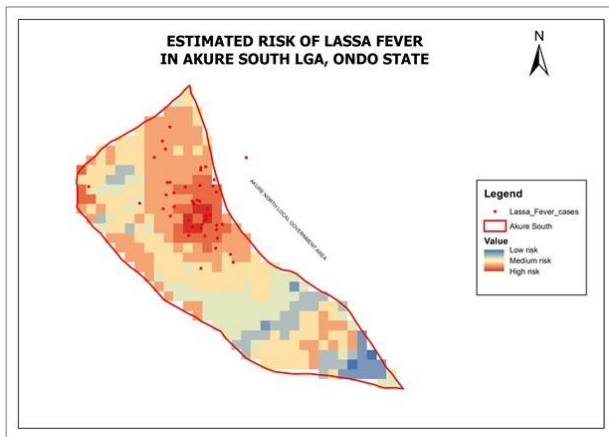 ESTIMATED RISK OF LASSA FEVER
IN AKURE SOUTH LGA, ONDO STATE
N
AKURE NORTH LOCAL GOVERNMENT AREA
Legend
Lassa_Fever_cases
Akure South
Value
Low risk
Medium risk
High risk